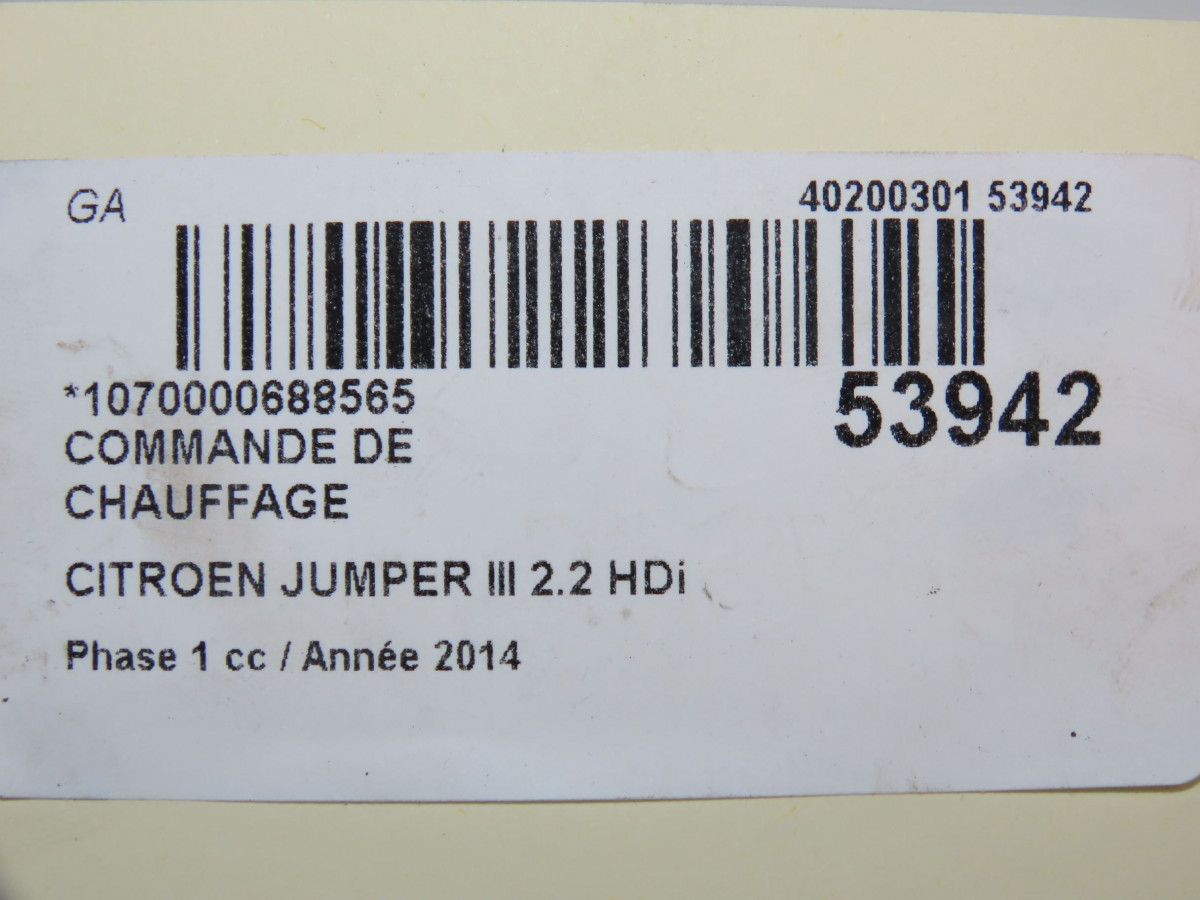 GA
40200301 53942
*1070000688565
53942
COMMANDE DE
CHAUFFAGE
CITROEN JUMPER III 2.2 HDi
Phase 1 cc / Année 2014